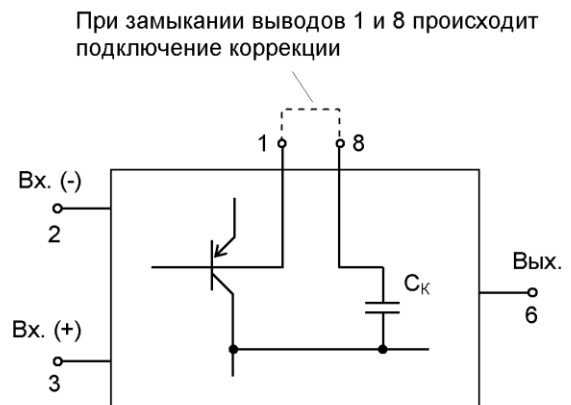 При замыкании выводов 1 и 8 происходит
подключение коррекции
1
8
Вх. (-)
2
Cк
Вых.
6
Вх. (+)
3